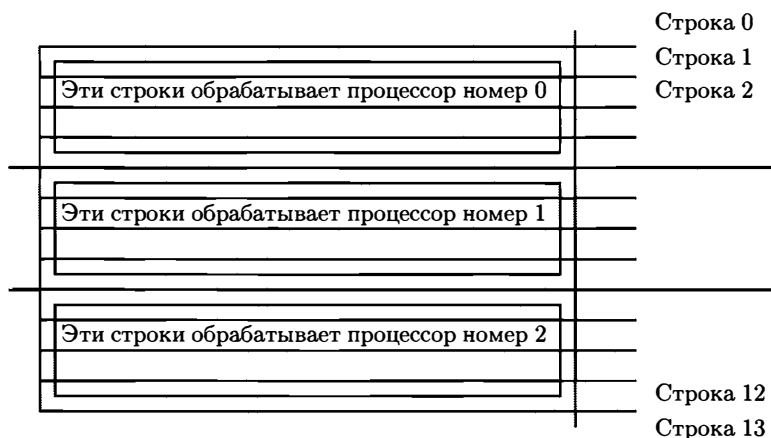 Строка 0
Строка 1
Эти строки обрабатывает процессор номер 0
Строка 2
Эти строки обрабатывает процессор номер 1
Эти строки обрабатывает процессор номер 2
Строка 12
Строка 13